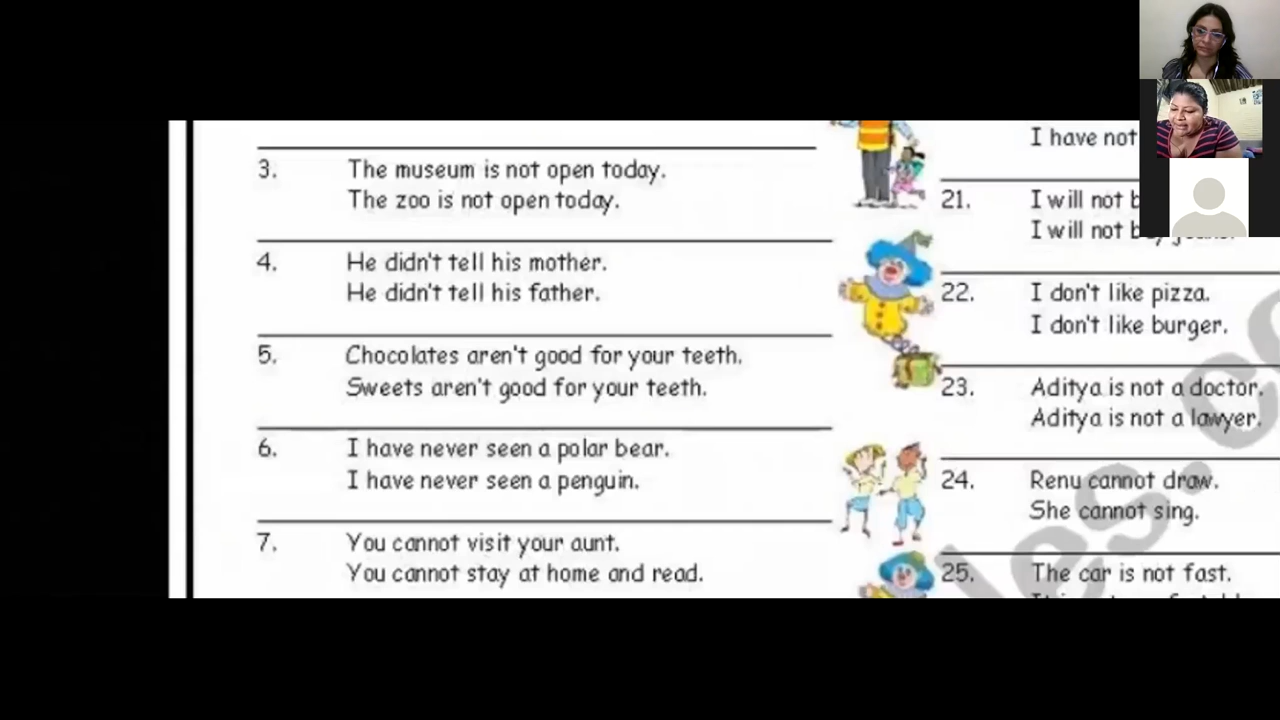 3. The museum is not open today.
The zoo is not open today.
4. He didn't tell his mother.
He didn't tell his father.
5. Chocolates aren't good for your teeth.
Sweets aren't good for your teeth.
6. I have never seen a polar bear.
I have never seen a penguin.
7. You cannot visit your aunt.
You cannot stay at home and read.
I have not
21. I will not
I will not
22. I don't like pizza.
I don't like burger.
23. Aditya is not a doctor.
Aditya is not a lawyer.
24. Renu cannot draw.
She cannot sing.
25. The car is not fast.